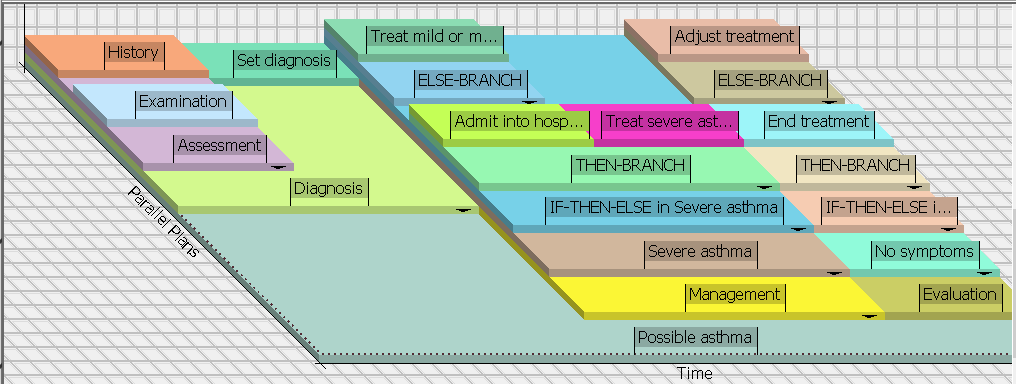 Treat mild or m...
Adjust treatment
History
Set diagnosis
ELSE-BRANCH
ELSE-BRANCH
Examination
Admit into hosp...
Treat severe ast...
End treatment
Assessment
THEN-BRANCH
THEN-BRANCH
Diagnosis
IF-THEN-ELSE in Severe asthma
IF-THEN-ELSE i...
Parallel Plans
Severe asthma
No symptoms
Management
Evaluation
Possible asthma
Time